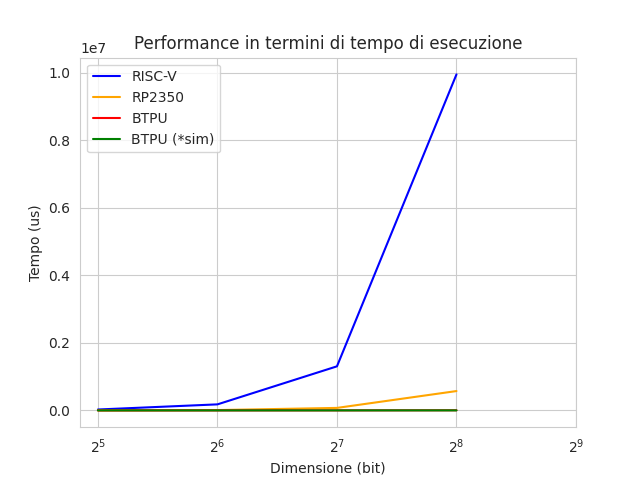 Performance in termini di tempo di esecuzione
1e7
RISC-V
RP2350
BTPU
BTPU (*sim)
1.0
0.8
0.6
0.4
0.2
0.0
Tempo (us)
2^5 2^6 2^7 2^8 2^9
Dimensione (bit)